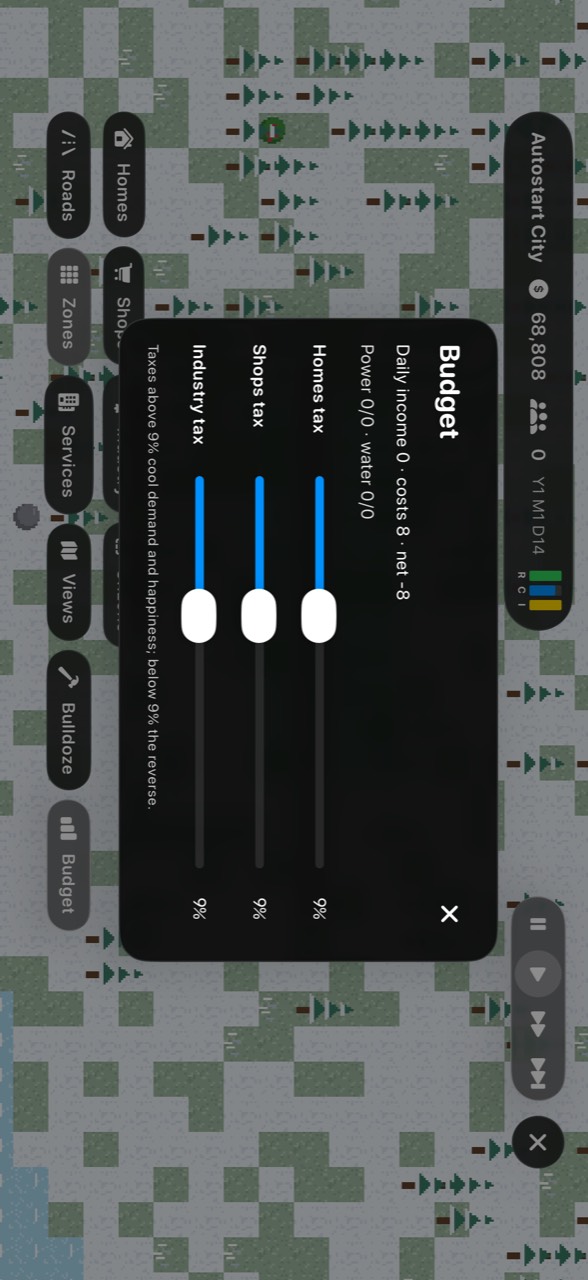 Autostart City 68,808 0 Y1 M1 D14
R C I
Budget
Daily income 0 · costs 8 · net -8
Power 0/0 · water 0/0
Homes tax 9%
Shops tax 9%
Industry tax 9%
Taxes above 9% cool demand and happiness; below 9% the reverse.
Homes Shops Industry
Roads Zones Services Views Bulldoze Budget